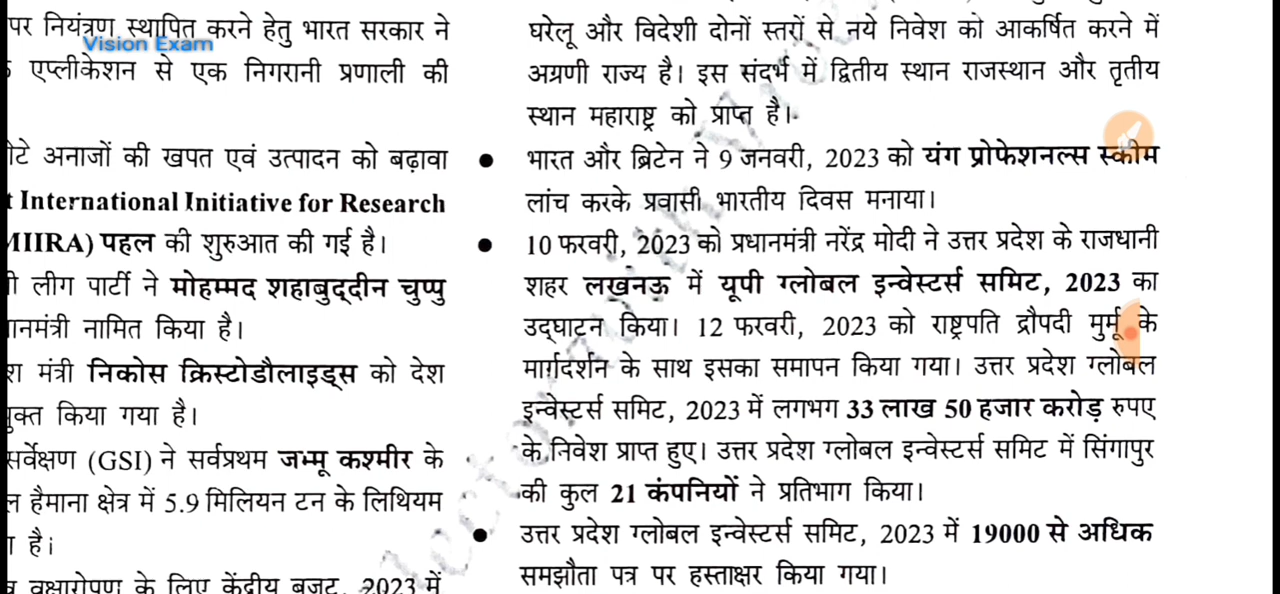 पर नियंत्रण स्थापित करने हेतु भारत सरकार ने
Vision Exam
एप्लीकेशन से एक निगरानी प्रणाली की
ोटे अनाजों की खपत एवं उत्पादन को बढ़ावा
t International Initiative for Research
MIIRA) पहल की शुरुआत की गई है।
ी लीग पार्टी ने मोहम्मद शहाबुद्दीन चुप्पु
ानमंत्री नामित किया है।
श मंत्री निकोस क्रिस्टोडौलाइड्स को देश
युक्त किया गया है।
सर्वेक्षण (GSI) ने सर्वप्रथम जम्मू कश्मीर के
ल हैमाना क्षेत्र में 5.9 मिलियन टन के लिथियम
ा है।
वृक्षारोपण के लिए केंद्रीय बजट, 2023 में
घरेलू और विदेशी दोनों स्तरों से नये निवेश को आकर्षित करने में
अग्रणी राज्य है। इस संदर्भ में द्वितीय स्थान राजस्थान और तृतीय
स्थान महाराष्ट्र को प्राप्त है।
● भारत और ब्रिटेन ने 9 जनवरी, 2023 को यंग प्रोफेशनल्स स्कीम
लांच करके प्रवासी भारतीय दिवस मनाया।
● 10 फरवरी, 2023 को प्रधानमंत्री नरेंद्र मोदी ने उत्तर प्रदेश के राजधानी
शहर लखनऊ में यूपी ग्लोबल इन्वेस्टर्स समिट, 2023 का
उद्घाटन किया। 12 फरवरी, 2023 को राष्ट्रपति द्रौपदी मुर्मू के
मार्गदर्शन के साथ इसका समापन किया गया। उत्तर प्रदेश ग्लोबल
इन्वेस्टर्स समिट, 2023 में लगभग 33 लाख 50 हजार करोड़ रुपए
के निवेश प्राप्त हुए। उत्तर प्रदेश ग्लोबल इन्वेस्टर्स समिट में सिंगापुर
की कुल 21 कंपनियों ने प्रतिभाग किया।
● उत्तर प्रदेश ग्लोबल इन्वेस्टर्स समिट, 2023 में 19000 से अधिक
समझौता पत्र पर हस्ताक्षर किया गया।